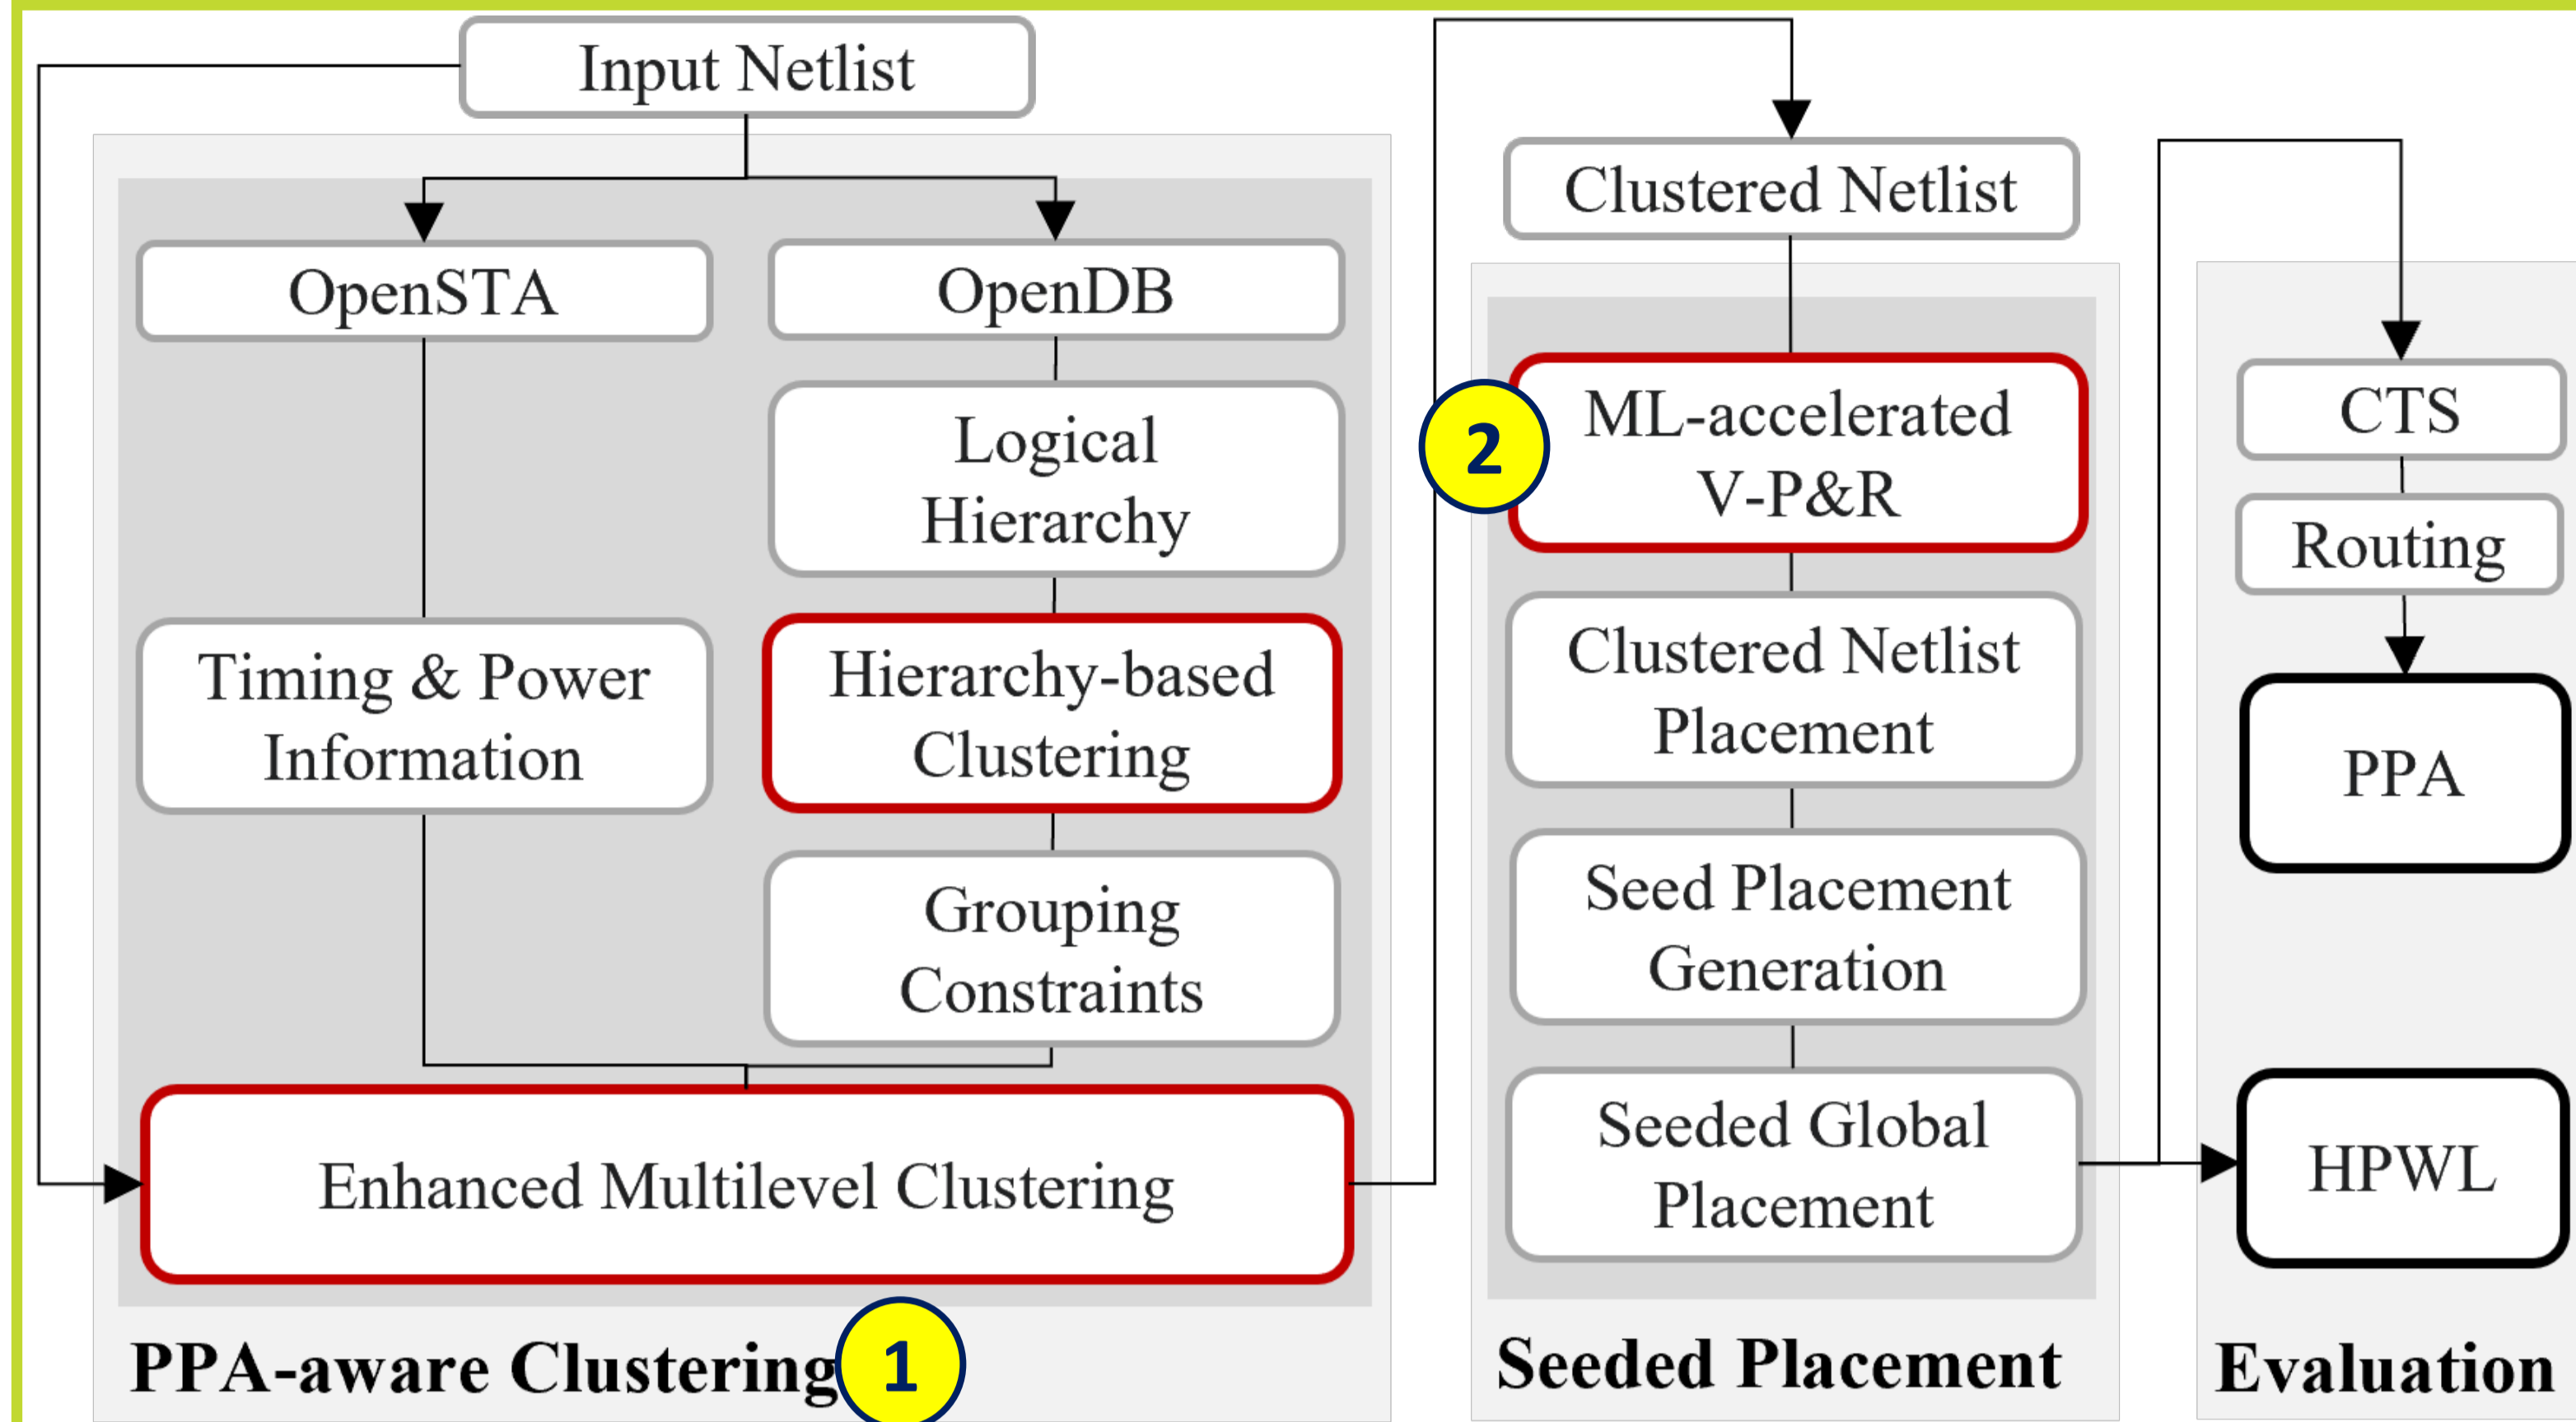 Input Netlist
OpenSTA
OpenDB
Logical
Hierarchy
Timing & Power
Information
Hierarchy-based
Clustering
Grouping
Constraints
Enhanced Multilevel Clustering
PPA-aware Clustering
1
Clustered Netlist
2
ML-accelerated
V-P&R
Clustered Netlist
Placement
Seed Placement
Generation
Seeded Global
Placement
Seeded Placement
CTS
Routing
PPA
HPWL
Evaluation